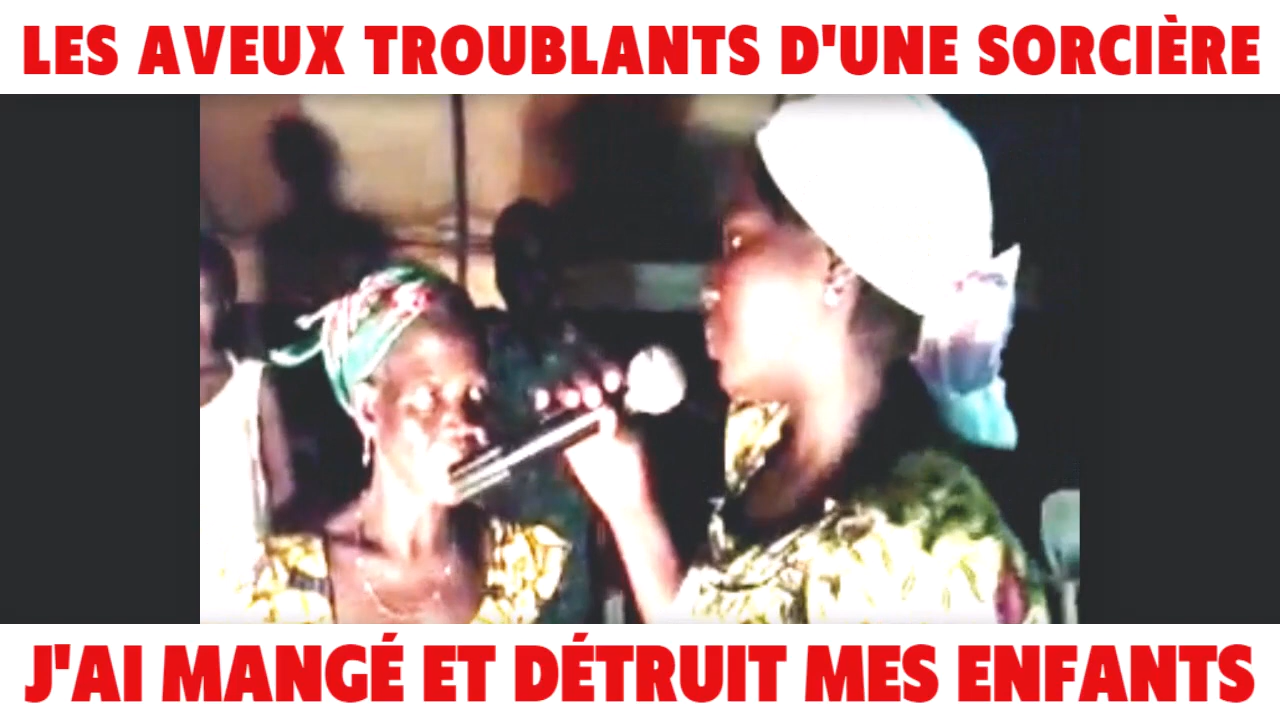 LES AVEUX TROUBLANTS D'UNE SORCIÈRE
J'AI MANGÉ ET DÉTRUIT MES ENFANTS